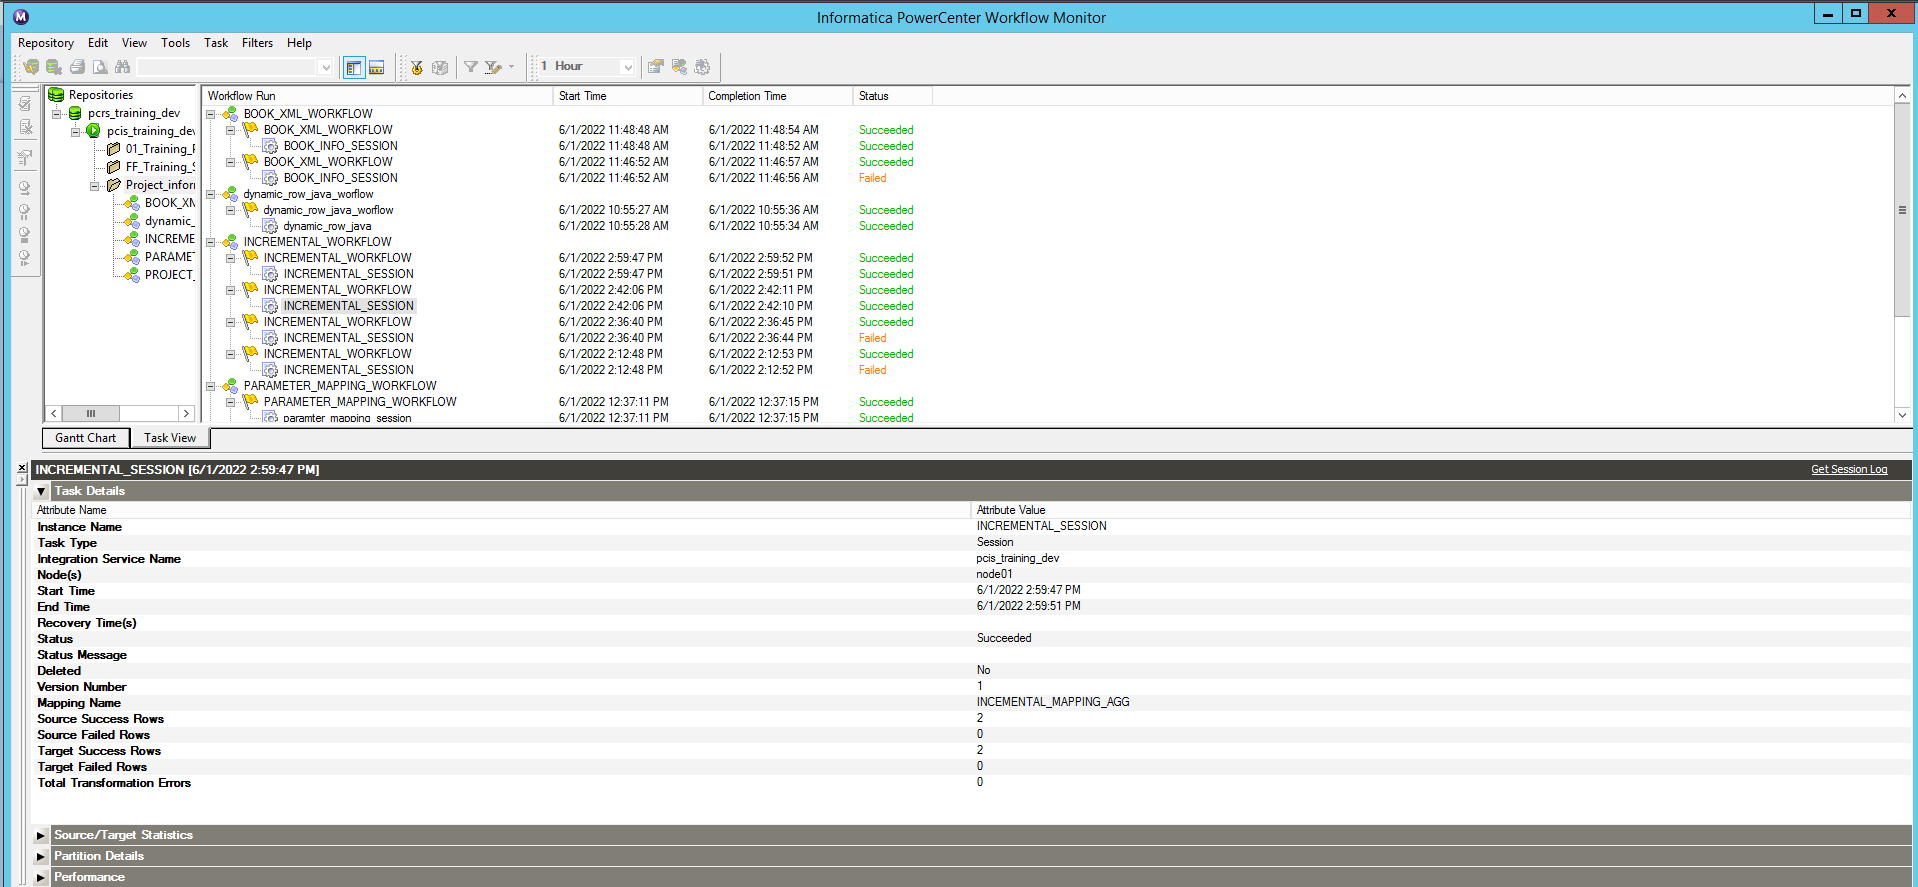 Informatica PowerCenter Workflow Monitor
Repository Edit View Tools Task Filters Help
1 Hour
Repositories
pcrs_training_dev
pcis_training_dev
01_Training_
FF_Training_S
Project_infor
BOOK_XM
dynamic_
INCREME
PARAMET
PROJECT_
Workflow Run Start Time Completion Time Status
BOOK_XML_WORKFLOW
BOOK_XML_WORKFLOW 6/1/2022 11:48:48 AM 6/1/2022 11:48:54 AM Succeeded
BOOK_INFO_SESSION 6/1/2022 11:48:48 AM 6/1/2022 11:48:52 AM Succeeded
BOOK_XML_WORKFLOW 6/1/2022 11:46:52 AM 6/1/2022 11:46:57 AM Succeeded
BOOK_INFO_SESSION 6/1/2022 11:46:52 AM 6/1/2022 11:46:56 AM Failed
dynamic_row_java_worflow
dynamic_row_java_worflow 6/1/2022 10:55:27 AM 6/1/2022 10:55:36 AM Succeeded
dynamic_row_java 6/1/2022 10:55:28 AM 6/1/2022 10:55:34 AM Succeeded
INCREMENTAL_WORKFLOW
INCREMENTAL_WORKFLOW 6/1/2022 2:59:47 PM 6/1/2022 2:59:52 PM Succeeded
INCREMENTAL_SESSION 6/1/2022 2:59:47 PM 6/1/2022 2:59:51 PM Succeeded
INCREMENTAL_WORKFLOW 6/1/2022 2:42:06 PM 6/1/2022 2:42:11 PM Succeeded
INCREMENTAL_SESSION 6/1/2022 2:42:06 PM 6/1/2022 2:42:10 PM Succeeded
INCREMENTAL_WORKFLOW 6/1/2022 2:36:40 PM 6/1/2022 2:36:45 PM Succeeded
INCREMENTAL_SESSION 6/1/2022 2:36:40 PM 6/1/2022 2:36:44 PM Failed
INCREMENTAL_WORKFLOW 6/1/2022 2:12:48 PM 6/1/2022 2:12:53 PM Succeeded
INCREMENTAL_SESSION 6/1/2022 2:12:48 PM 6/1/2022 2:12:52 PM Failed
PARAMETER_MAPPING_WORKFLOW
PARAMETER_MAPPING_WORKFLOW 6/1/2022 12:37:11 PM 6/1/2022 12:37:15 PM Succeeded
paramter_mapping_session 6/1/2022 12:37:11 PM 6/1/2022 12:37:15 PM Succeeded
Gantt Chart Task View
INCREMENTAL_SESSION [6/1/2022 2:59:47 PM] Get Session Log
Task Details
Attribute Name Attribute Value
Instance Name INCREMENTAL_SESSION
Task Type Session
Integration Service Name pcis_training_dev
Node(s) node01
Start Time 6/1/2022 2:59:47 PM
End Time 6/1/2022 2:59:51 PM
Recovery Time(s)
Status Succeeded
Status Message
Deleted No
Version Number 1
Mapping Name INCEMENTAL_MAPPING_AGG
Source Success Rows 2
Source Failed Rows 0
Target Success Rows 2
Target Failed Rows 0
Total Transformation Errors 0
Source/Target Statistics
Partition Details
Performance